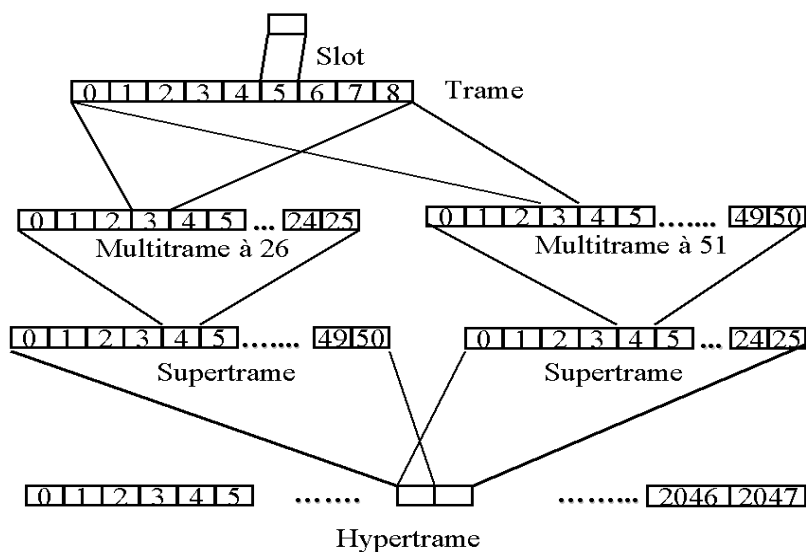 Slot
0 1 2 3 4 5 6 7 8 Trame
0 1 2 3 4 5 ... 24 25
0 1 2 3 4 5 ....... 49 50
Multitrame à 26
Multitrame à 51
0 1 2 3 4 5 ....... 49 50
0 1 2 3 4 5 ... 24 25
Supertrame
Supertrame
0 1 2 3 4 5 ....... ........ 2046 2047
Hypertrame